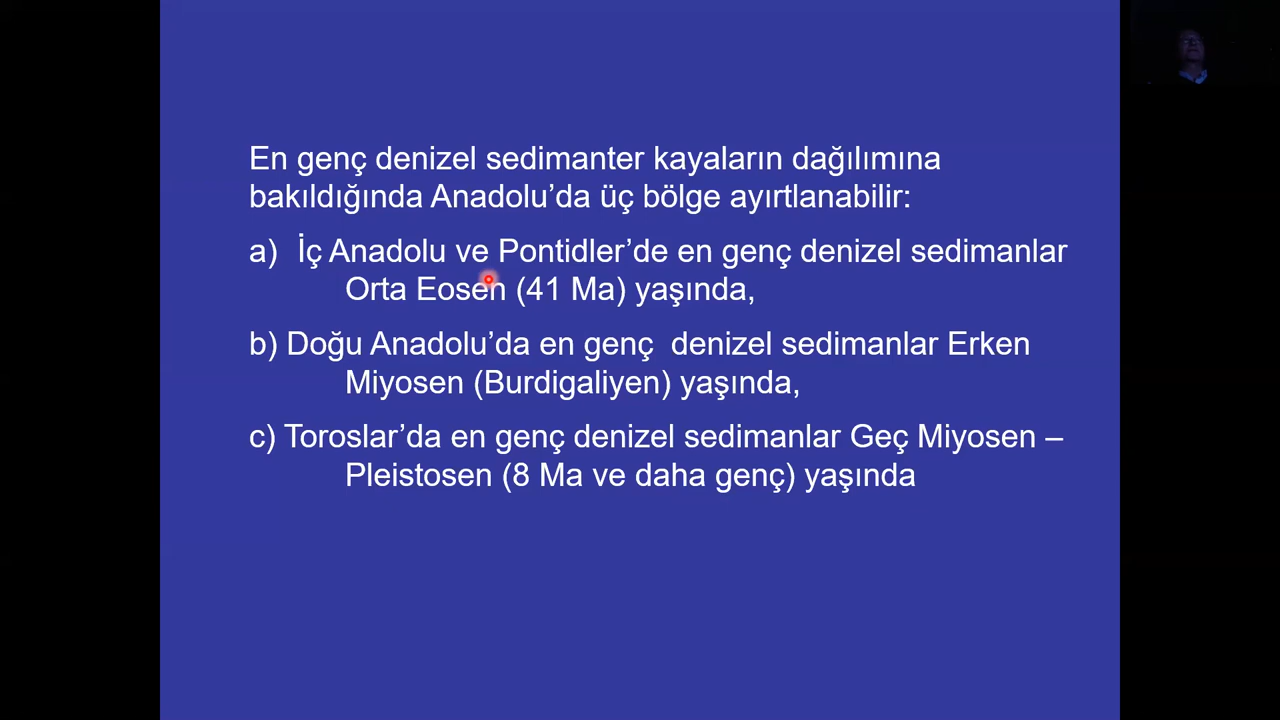 En genç denizel sedimanter kayaların dağılımına
bakıldığında Anadolu’da üç bölge ayırtlanabilir:
a) İç Anadolu ve Pontidler’de en genç denizel sedimanlar
Orta Eosen (41 Ma) yaşında,
b) Doğu Anadolu’da en genç  denizel sedimanlar Erken
Miyosen (Burdigaliyen) yaşında,
c) Toroslar’da en genç denizel sedimanlar Geç Miyosen –
Pleistosen (8 Ma ve daha genç) yaşında